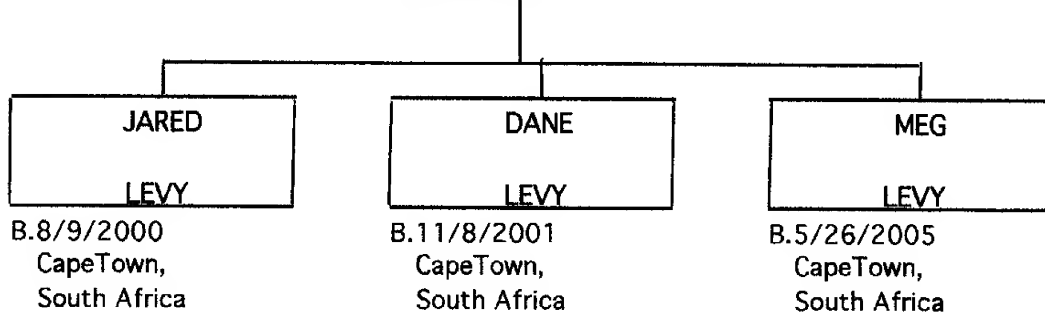 JARED
LEVY
B.8/9/2000
CapeTown,
South Africa
DANE
LEVY
B.11/8/2001
CapeTown,
South Africa
MEG
LEVY
B.5/26/2005
CapeTown,
South Africa